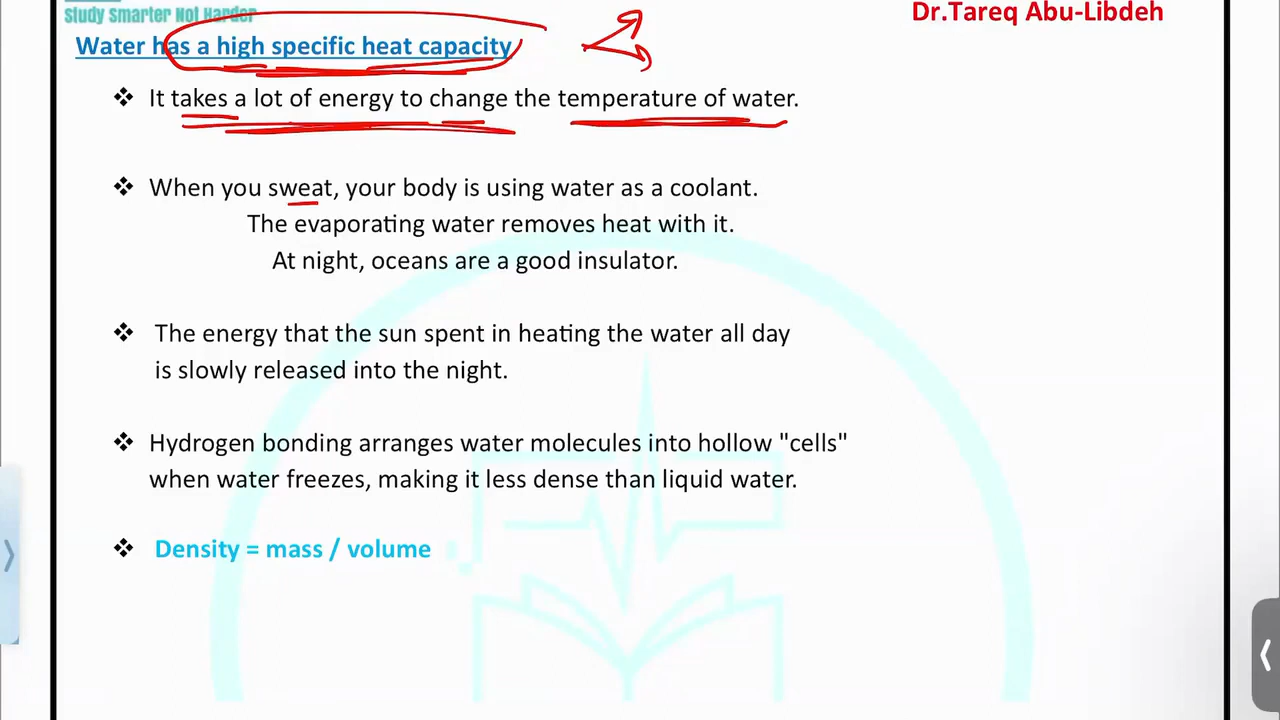 Study Smarter Not Harder
Dr.Tareq Abu-Libdeh
Water has a high specific heat capacity
❖ It takes a lot of energy to change the temperature of water.
❖ When you sweat, your body is using water as a coolant.
The evaporating water removes heat with it.
At night, oceans are a good insulator.
❖ The energy that the sun spent in heating the water all day
is slowly released into the night.
❖ Hydrogen bonding arranges water molecules into hollow "cells"
when water freezes, making it less dense than liquid water.
❖ Density = mass / volume